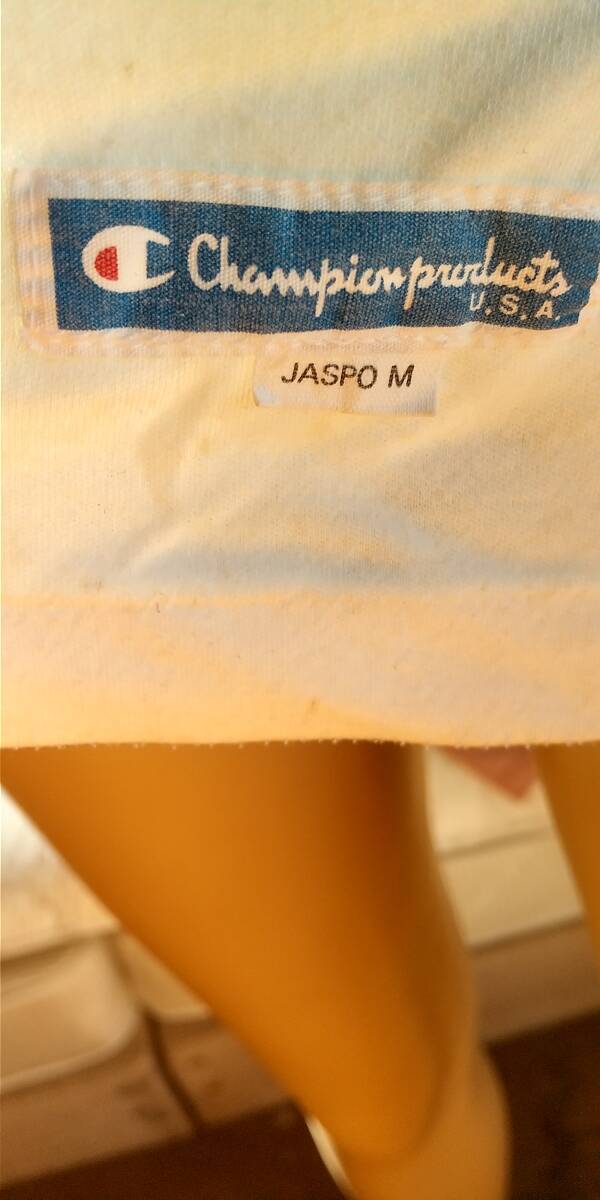 Champion products
U.S.A.
JASPO M